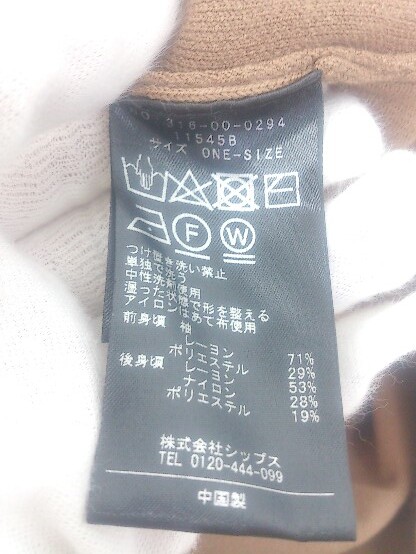 318-00-0294
11545B
サイズ ONE-SIZE
F W
つけ置き洗い禁止
単独で洗う
中性洗剤使用
湿った状態で形を整える
アイロンはあて布使用
前身頃 袖
レーヨン 71%
ポリエステル 29%
後身頃 レーヨン 53%
ナイロン 28%
ポリエステル 19%
株式会社シップス
TEL 0120-444-099
中国製